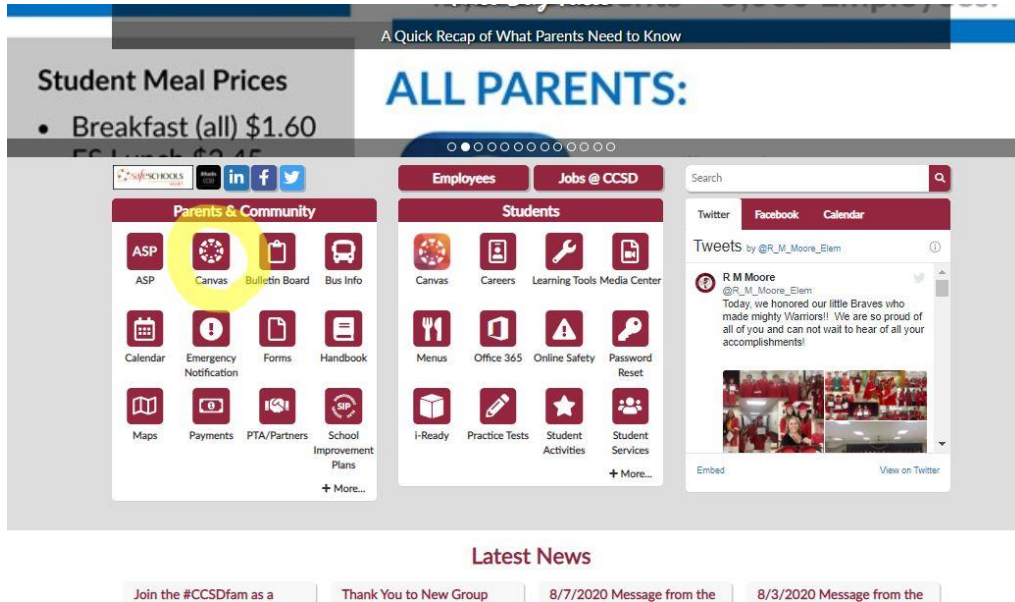 A Quick Recap of What Parents Need to Know
Student Meal Prices
• Breakfast (all) $1.60
ALL PARENTS:
Employees
Jobs @ CCSD
Search
Parents & Community
ASP
ASP
Canvas
Bulletin Board
Bus Info
Calendar
Emergency
Notification
Forms
Handbook
Maps
Payments
PTA/Partners
SIP
School
Improvement
Plans
+ More...
Students
Canvas
Careers
Learning Tools
Media Center
Menus
Office 365
Online Safety
Password
Reset
i-Ready
Practice Tests
Student
Activities
Student
Services
+ More...
Twitter
Facebook
Calendar
Tweets by @R_M_Moore_Elem
R M Moore
@R_M_Moore_Elem
Today, we honored our little Braves who
made mighty Warriors!! We are so proud of
all of you and can not wait to hear of all your
accomplishments!
Embed
View on Twitter
Latest News
Join the #CCSDfam as a
Thank You to New Group
8/7/2020 Message from the
8/3/2020 Message from the